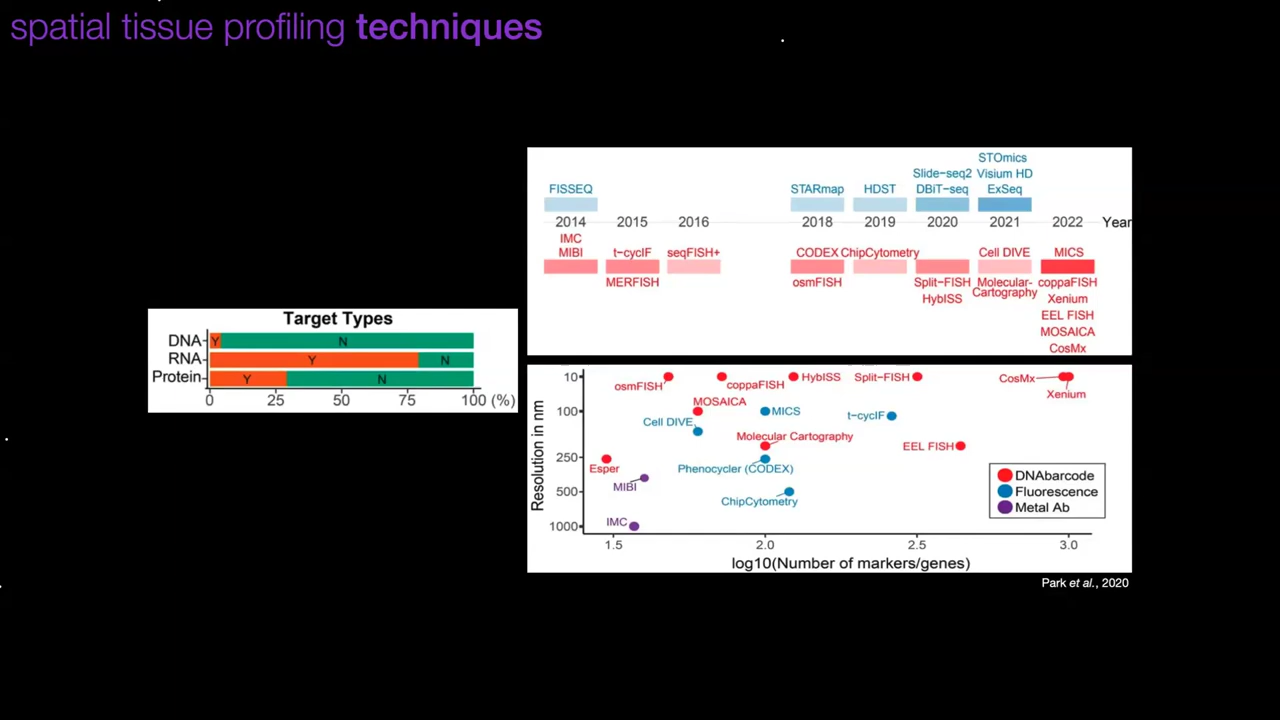 spatial tissue profiling techniques
Target Types
DNA
Y
N
RNA
Y
N
Protein
Y
N
0 25 50 75 100 (%)
STOmics
Slide−seq2 Visium HD
FISSEQ STARmap HDST DBiT−seq ExSeq
2014 2015 2016 2018 2019 2020 2021 2022 Year
IMC
MIBI t−cycIF seqFISH+ CODEX ChipCytometry Cell DIVE MICS
MERFISH osmFISH Split−FISH Molecular- coppaFISH
HybISS Cartography Xenium
EEL FISH
MOSAICA
CosMx
Resolution in nm
10
100
250
500
1000
osmFISH
coppaFISH
HybISS
Split−FISH
CosMx
Xenium
MOSAICA
MICS
t−cycIF
Cell DIVE
Molecular Cartography
EEL FISH
Esper
Phenocycler (CODEX)
MIBI
ChipCytometry
IMC
DNAbarcode
Fluorescence
Metal Ab
1.5 2.0 2.5 3.0
log10(Number of markers/genes)
Park et al., 2020